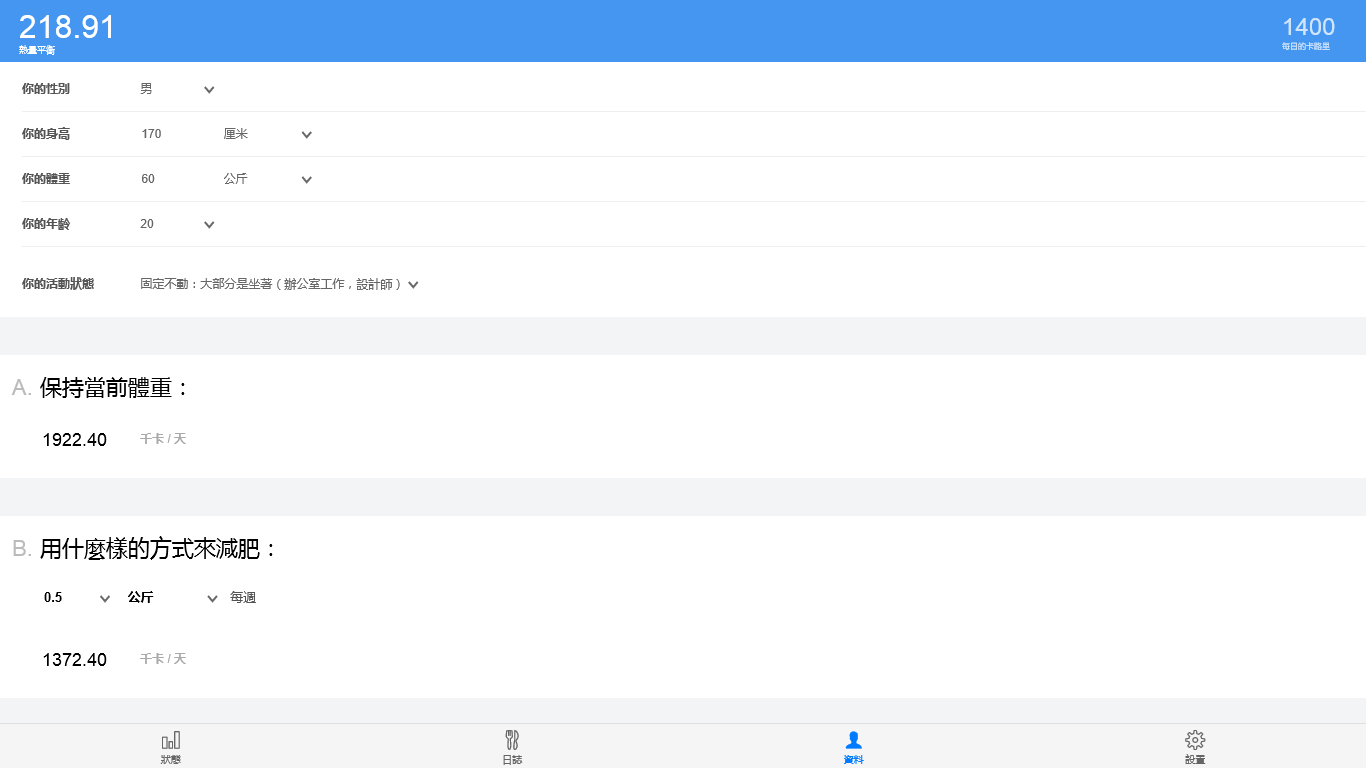 218.91
熱量平衡
1400
每日的卡路里
你的性別 男
你的身高 170 厘米
你的體重 60 公斤
你的年齡 20
你的活動狀態 固定不動：大部分是坐著（辦公室工作，設計師）
A. 保持當前體重：
1922.40 千卡 / 天
B. 用什麼樣的方式來減肥：
0.5 公斤 每週
1372.40 千卡 / 天
狀態 日誌 資料 設置